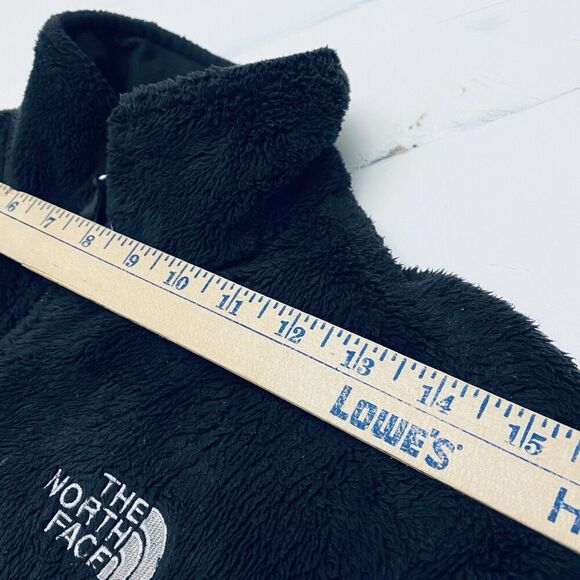 6 7 8 9 10 11 12 13 14 15
LOWE'S
H
THE
NORTH
FACE